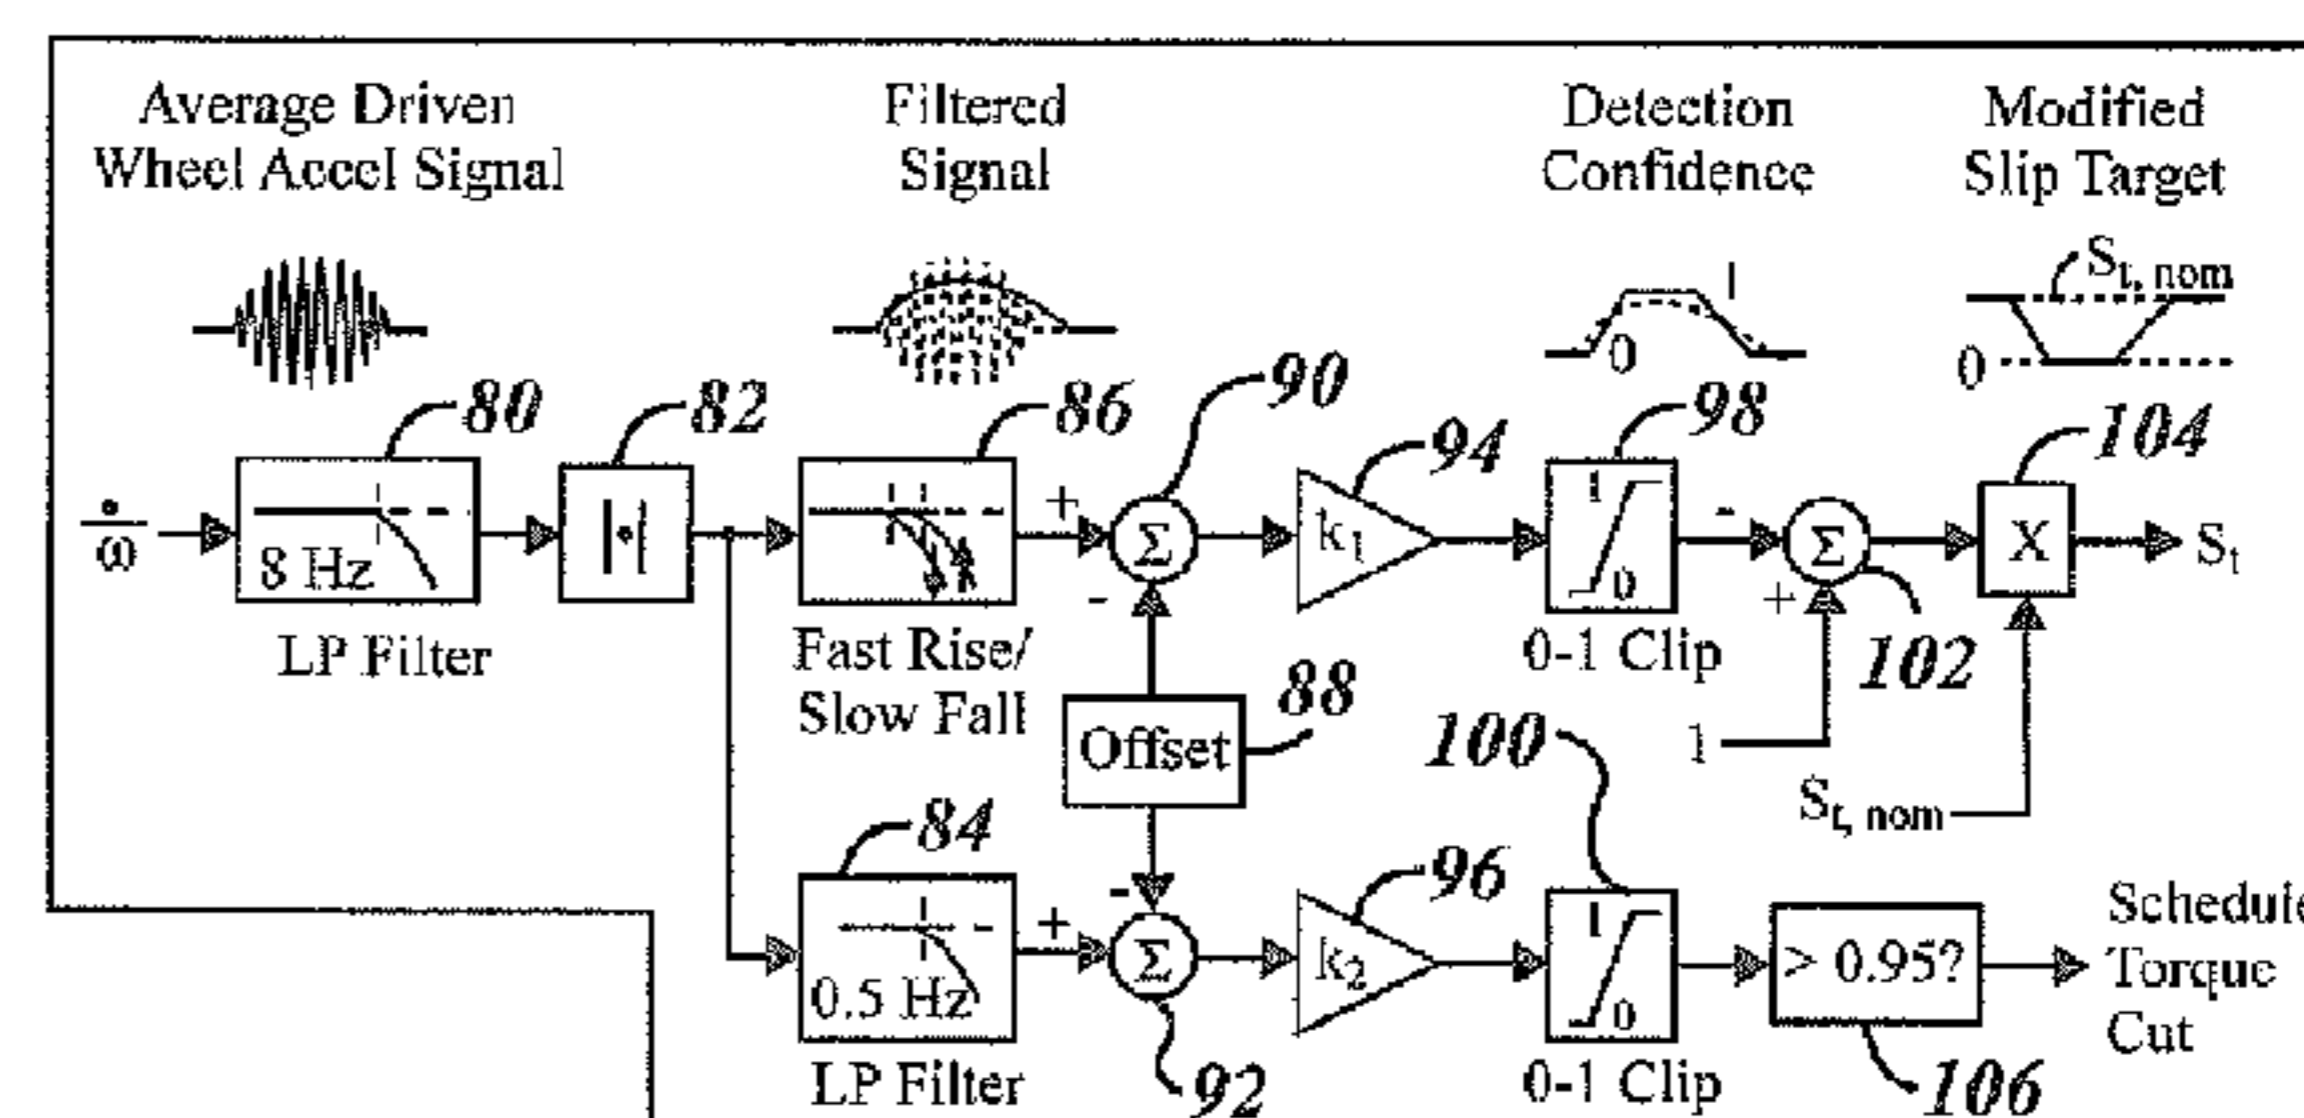 Average Driven
Wheel Accel Signal
Filtered
Signal
Detection
Confidence
Modified
Slip Target
St, nom
1
0
0
80
82
86
90
94
98
104
ω
8 Hz
|•|
+
Σ
-
k1
1
0
-
Σ
+
X
St
LP Filter
Fast Rise/
Slow Fall
0-1 Clip
102
Offset
88
100
1
St, nom
84
96
0.5 Hz
+
-
Σ
k2
1
0
> 0.95?
Schedule
Torque
Cut
LP Filter
92
0-1 Clip
106